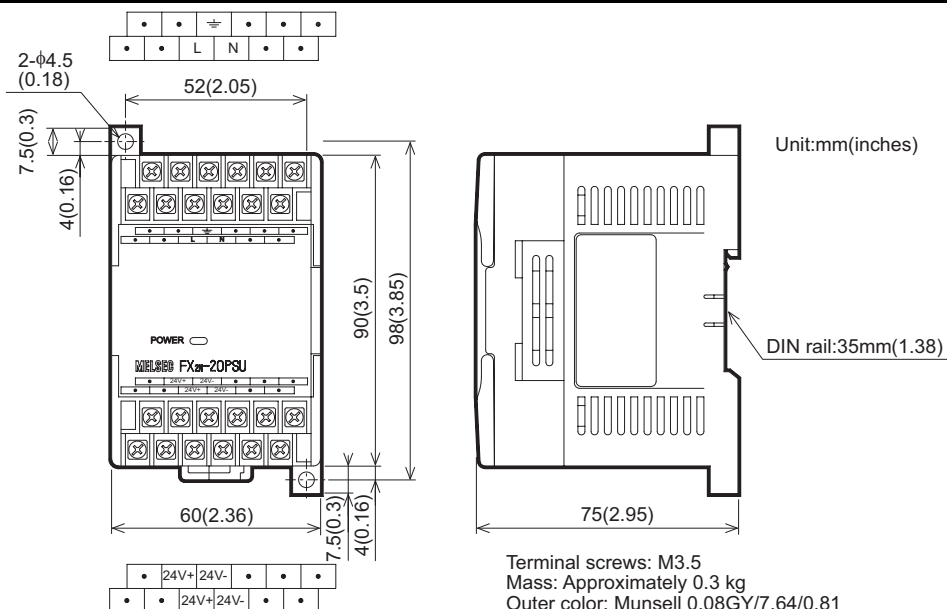 L N
2-ϕ4.5
(0.18)
52(2.05)
7.5(0.3)
4(0.16)
Unit:mm(inches)
L N
90(3.5)
98(3.85)
POWER
MELSEC FX2N-20PSU
24V+ 24V-
24V+ 24V-
DIN rail:35mm(1.38)
60(2.36)
7.5(0.3)
4(0.16)
75(2.95)
24V+ 24V-
24V+ 24V-
Terminal screws: M3.5
Mass: Approximately 0.3 kg
Outer color: Munsell 0.08GY/7.64/0.81